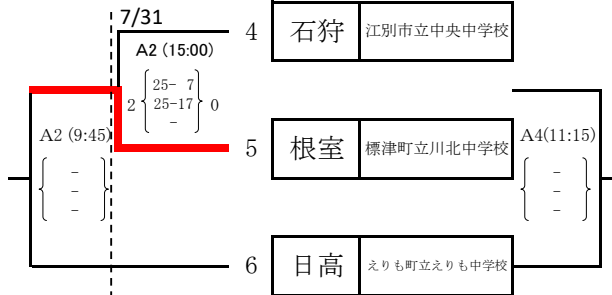 7/31
4 石狩 江別市立中央中学校
A2 (15:00)
25- 7
2 { 25-17 } 0
-
A2 (9:45) 5 根室 標津町立川北中学校 A4(11:15)
- -
- -
- -
6 日高 えりも町立えりも中学校